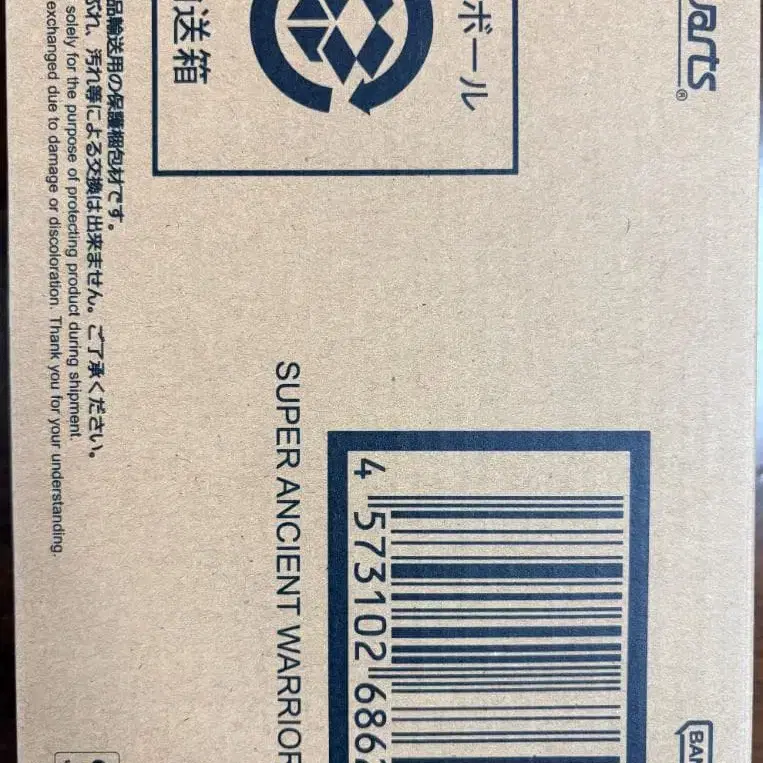 uarts®
ボール
送箱
品輸送用の保護梱包材です。
ぶれ、汚れ等による交換は出来ません。ご了承ください。
solely for the purpose of protecting product during shipment.
exchanged due to damage or discoloration. Thank you for your understanding.
SUPER ANCIENT WARRIOR
4 573102 686
BAN